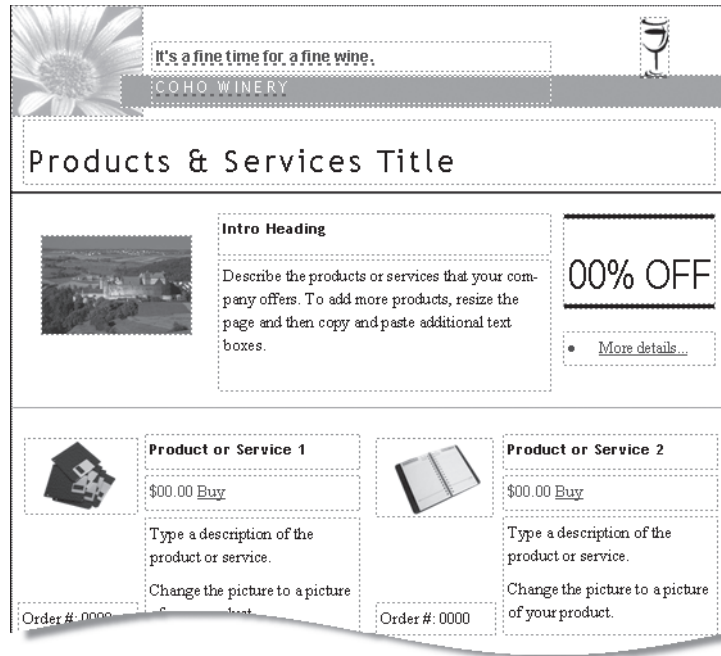 It's a fine time for a fine wine.
COHO WINERY
Products & Services Title
Intro Heading
Describe the products or services that your com-
pany offers. To add more products, resize the
page and then copy and paste additional text
boxes.
00% OFF
• More details...
Product or Service 1
$00.00 Buy
Type a description of the
product or service.
Change the picture to a picture
Order #: 0000
Product or Service 2
$00.00 Buy
Type a description of the
product or service.
Change the picture to a picture
of your product.
Order #: 0000